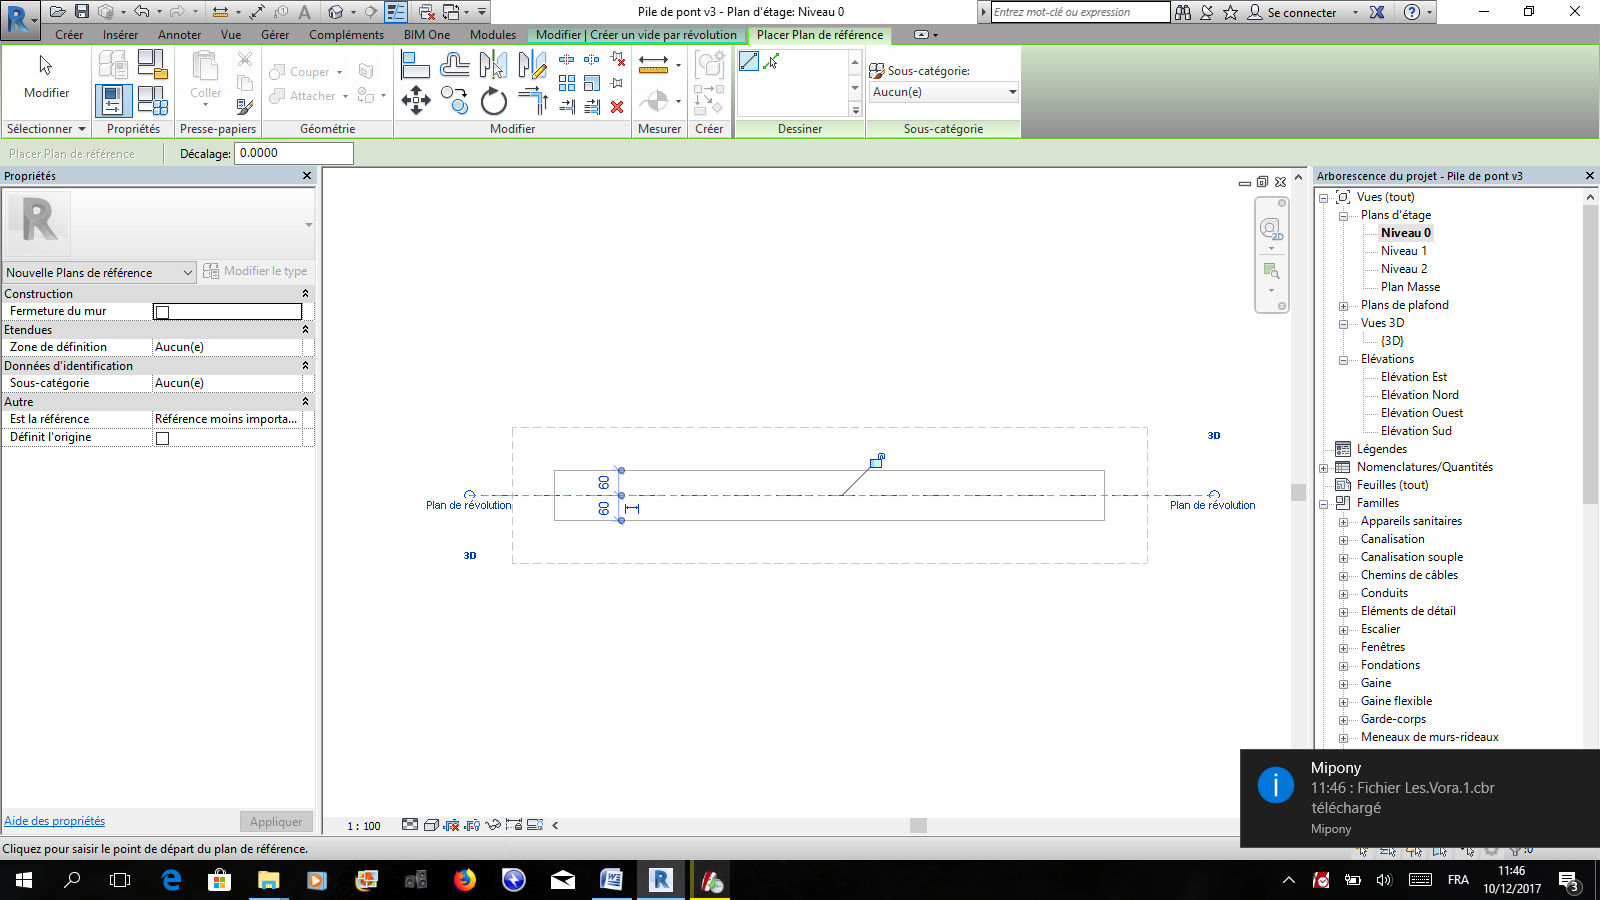 Pile de pont v3 - Plan d'étage: Niveau 0
Entrez mot-clé ou expression
Se connecter
Créer Insérer Annoter Vue Gérer Compléments BIM One Modules Modifier | Créer un vide par révolution Placer Plan de référence
Modifier
Coller
Couper
Attacher
Sous-catégorie:
Aucun(e)
Sélectionner Propriétés Presse-papiers Géométrie Modifier Mesurer Créer Dessiner Sous-catégorie
Placer Plan de référence
Décalage: 0.0000
Propriétés
R
Nouvelle Plans de référence
Modifier le type
Construction
Fermeture du mur
Etendues
Zone de définition Aucun(e)
Données d'identification
Sous-catégorie Aucun(e)
Autre
Est la référence Référence moins importa...
Définit l'origine
Aide des propriétés
Appliquer
2D
3D
60
60
Plan de révolution
Plan de révolution
3D
1 : 100
Arborescence du projet - Pile de pont v3
Vues (tout)
Plans d'étage
Niveau 0
Niveau 1
Niveau 2
Plan Masse
Plans de plafond
Vues 3D
{3D}
Elévations
Elévation Est
Elévation Nord
Elévation Ouest
Elévation Sud
Légendes
Nomenclatures/Quantités
Feuilles (tout)
Familles
Appareils sanitaires
Canalisation
Canalisation souple
Chemins de câbles
Conduits
Eléments de détail
Escalier
Fenêtres
Fondations
Gaine
Gaine flexible
Garde-corps
Meneaux de murs-rideaux
Mipony
11:46 : Fichier Les.Vora.1.cbr
téléchargé
Mipony
Cliquez pour saisir le point de départ du plan de référence.
:0
FRA
11:46
10/12/2017
3